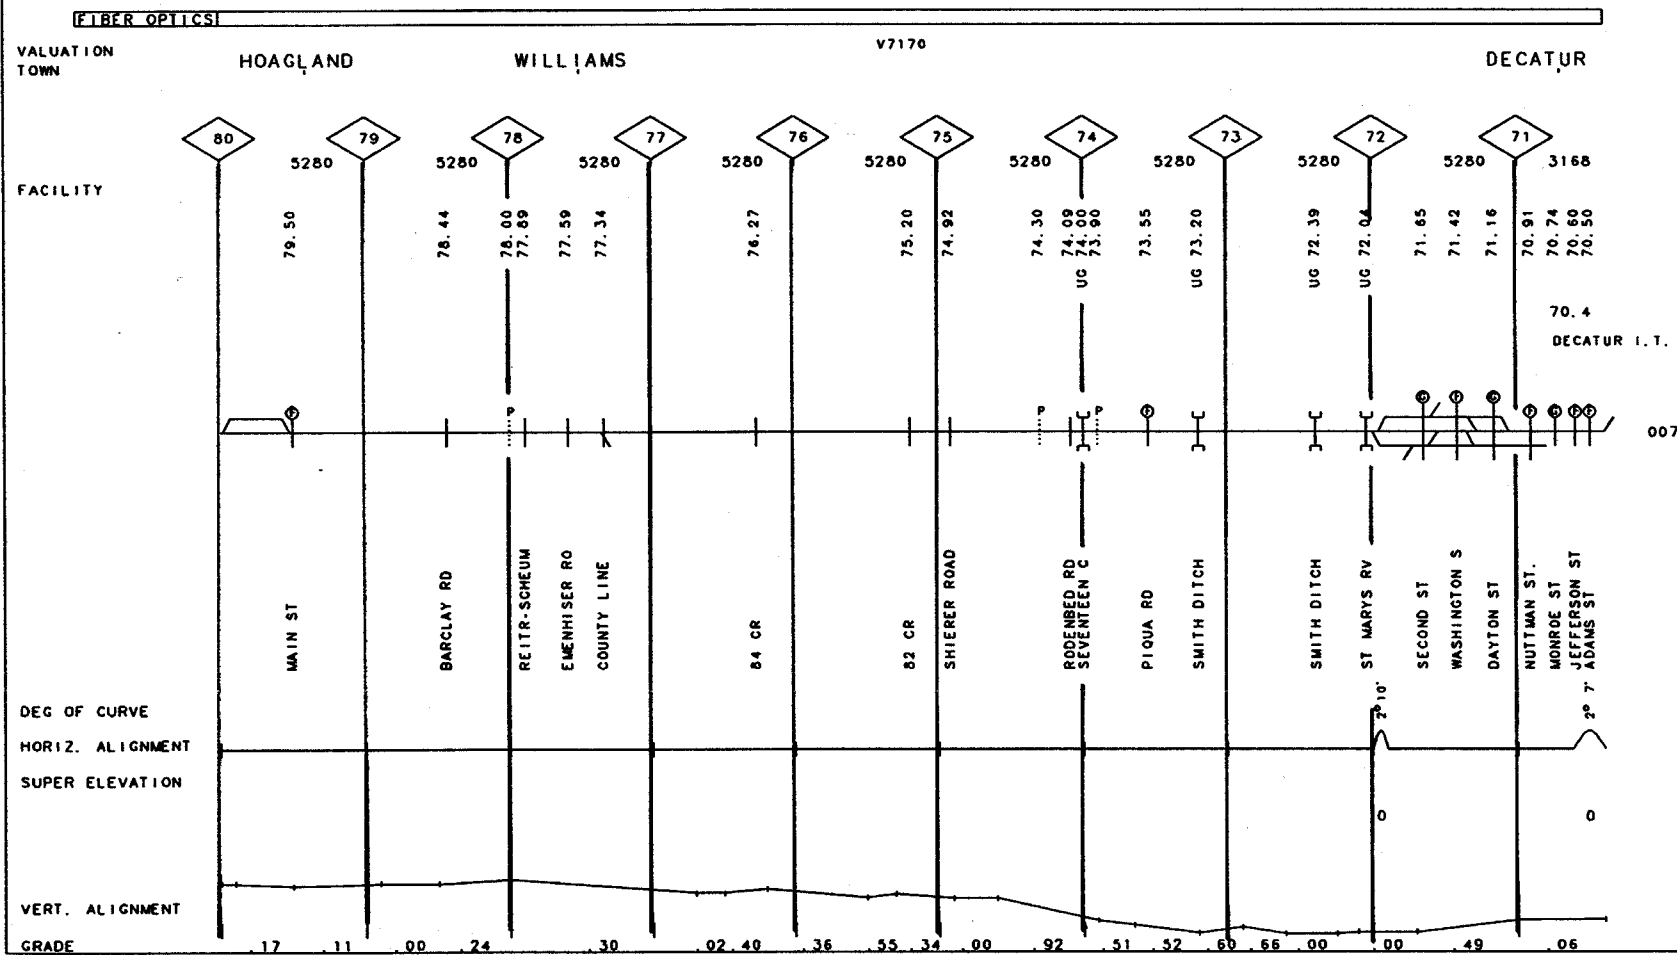 FIBER OPTICS
VALUATION V7170
TOWN HOAGLAND WILLIAMS DECATUR
80 79 78 77 76 75 74 73 72 71
5280 5280 5280 5280 5280 5280 5280 5280 5280 3168
FACILITY
79.50 78.44 78.00 77.89 77.59 77.34 76.27 75.20 74.92 74.30 74.09 UG 74.00 73.90 73.55 UG 73.20 UG 72.39 UG 72.04 71.65 71.42 71.16 70.91 70.74 70.60 70.50
70.4
DECATUR I.T.
F P P P F G F G F G F F
007
MAIN ST
BARCLAY RD
REITR-SCHEUM
EMENHISER RO
COUNTY LINE
84 CR
82 CR
SHIERER ROAD
RODENBED RD
SEVENTEEN C
PIQUA RD
SMITH DITCH
SMITH DITCH
ST MARYS RV
SECOND ST
WASHINGTON S
DAYTON ST
NUTTMAN ST.
MONROE ST
JEFFERSON ST
ADAMS ST
DEG OF CURVE 2° 10' 2° 7'
HORIZ. ALIGNMENT
SUPER ELEVATION
0 0
VERT. ALIGNMENT
GRADE .17 .11 .00 .24 .30 .02 .40 .36 .55 .34 .00 .92 .51 .52 .60 .66 .00 .00 .49 .06